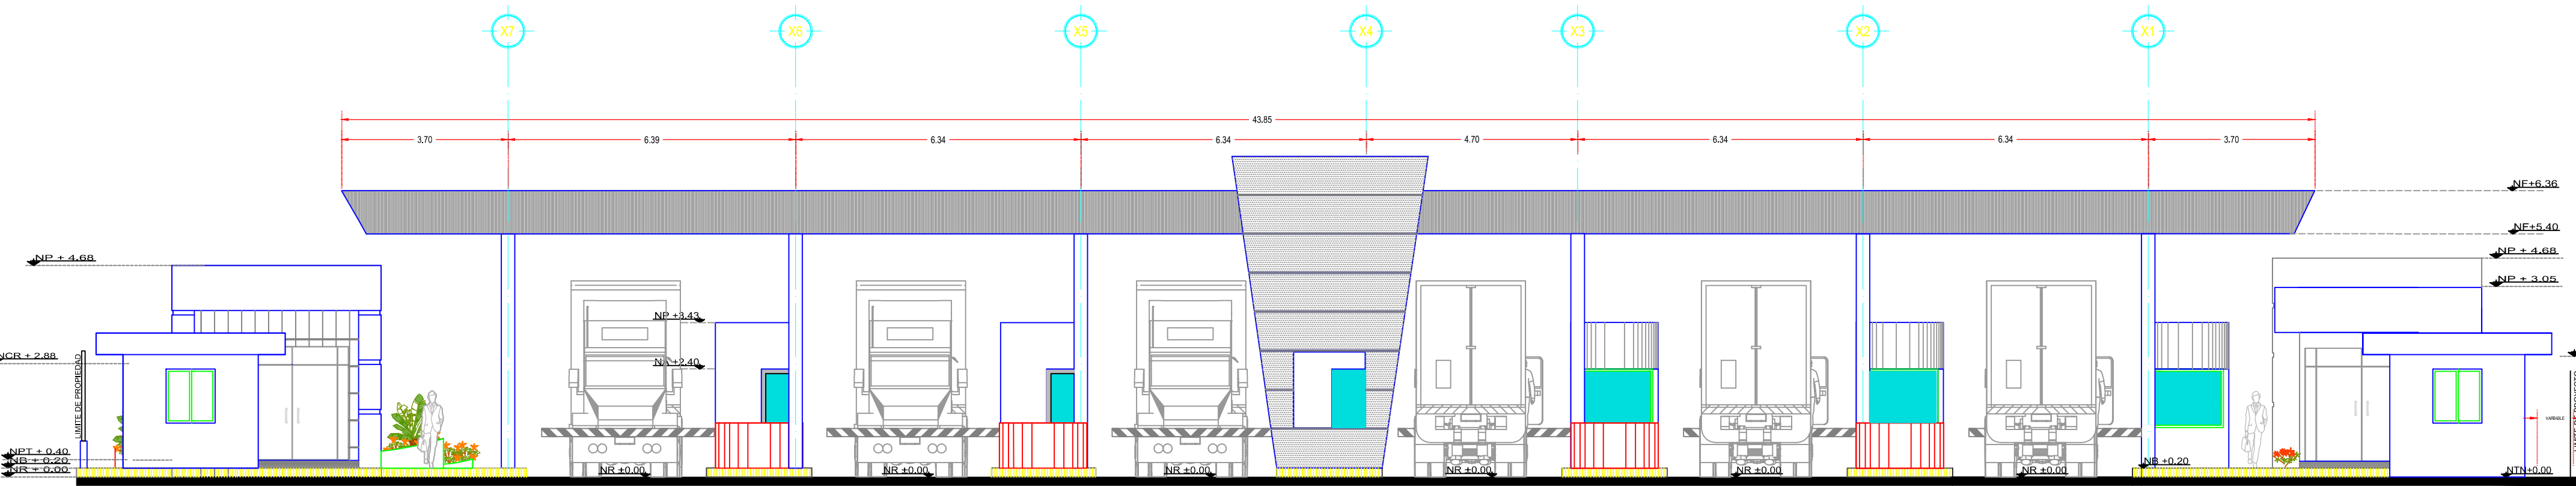 X7 X6 X5 X4 X3 X2 X1
43.85
3.70 6.39 6.34 6.34 4.70 6.34 6.34 3.70
NF+6.36
NF+5.40
NP + 4.68
NP + 4.68
NP + 3.05
NP +3.43
NA +2.40
NCR + 2.88
LIMITE DE PROPIEDAD
NPT + 0.40
NB + 0.20
NR + 0.00
NR +0.00 NR +0.00 NR +0.00 NR +0.00 NR +0.00 NR +0.00
NB +0.20
NTN+0.00
VARIABLE